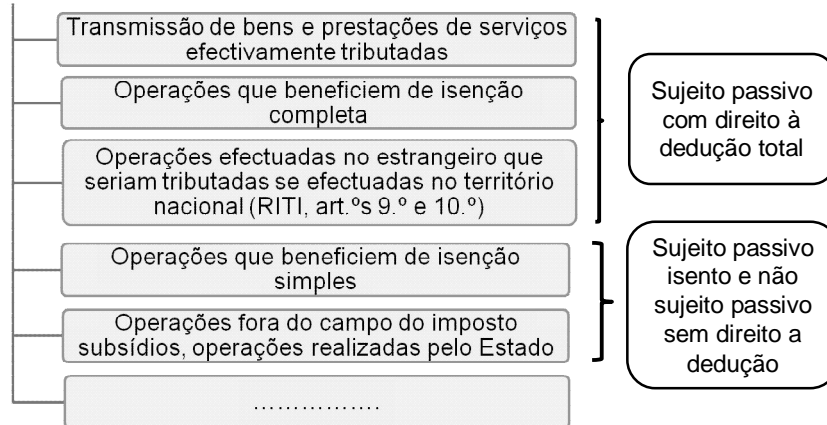 Transmissão de bens e prestações de serviços
efectivamente tributadas
Operações que beneficiem de isenção
completa
Operações efectuadas no estrangeiro que
seriam tributadas se efectuadas no território
nacional (RITI, art.ºs 9.º e 10.º)
Sujeito passivo
com direito à
dedução total
Operações que beneficiem de isenção
simples
Operações fora do campo do imposto
subsídios, operações realizadas pelo Estado
…………….
Sujeito passivo
isento e não
sujeito passivo
sem direito a
dedução